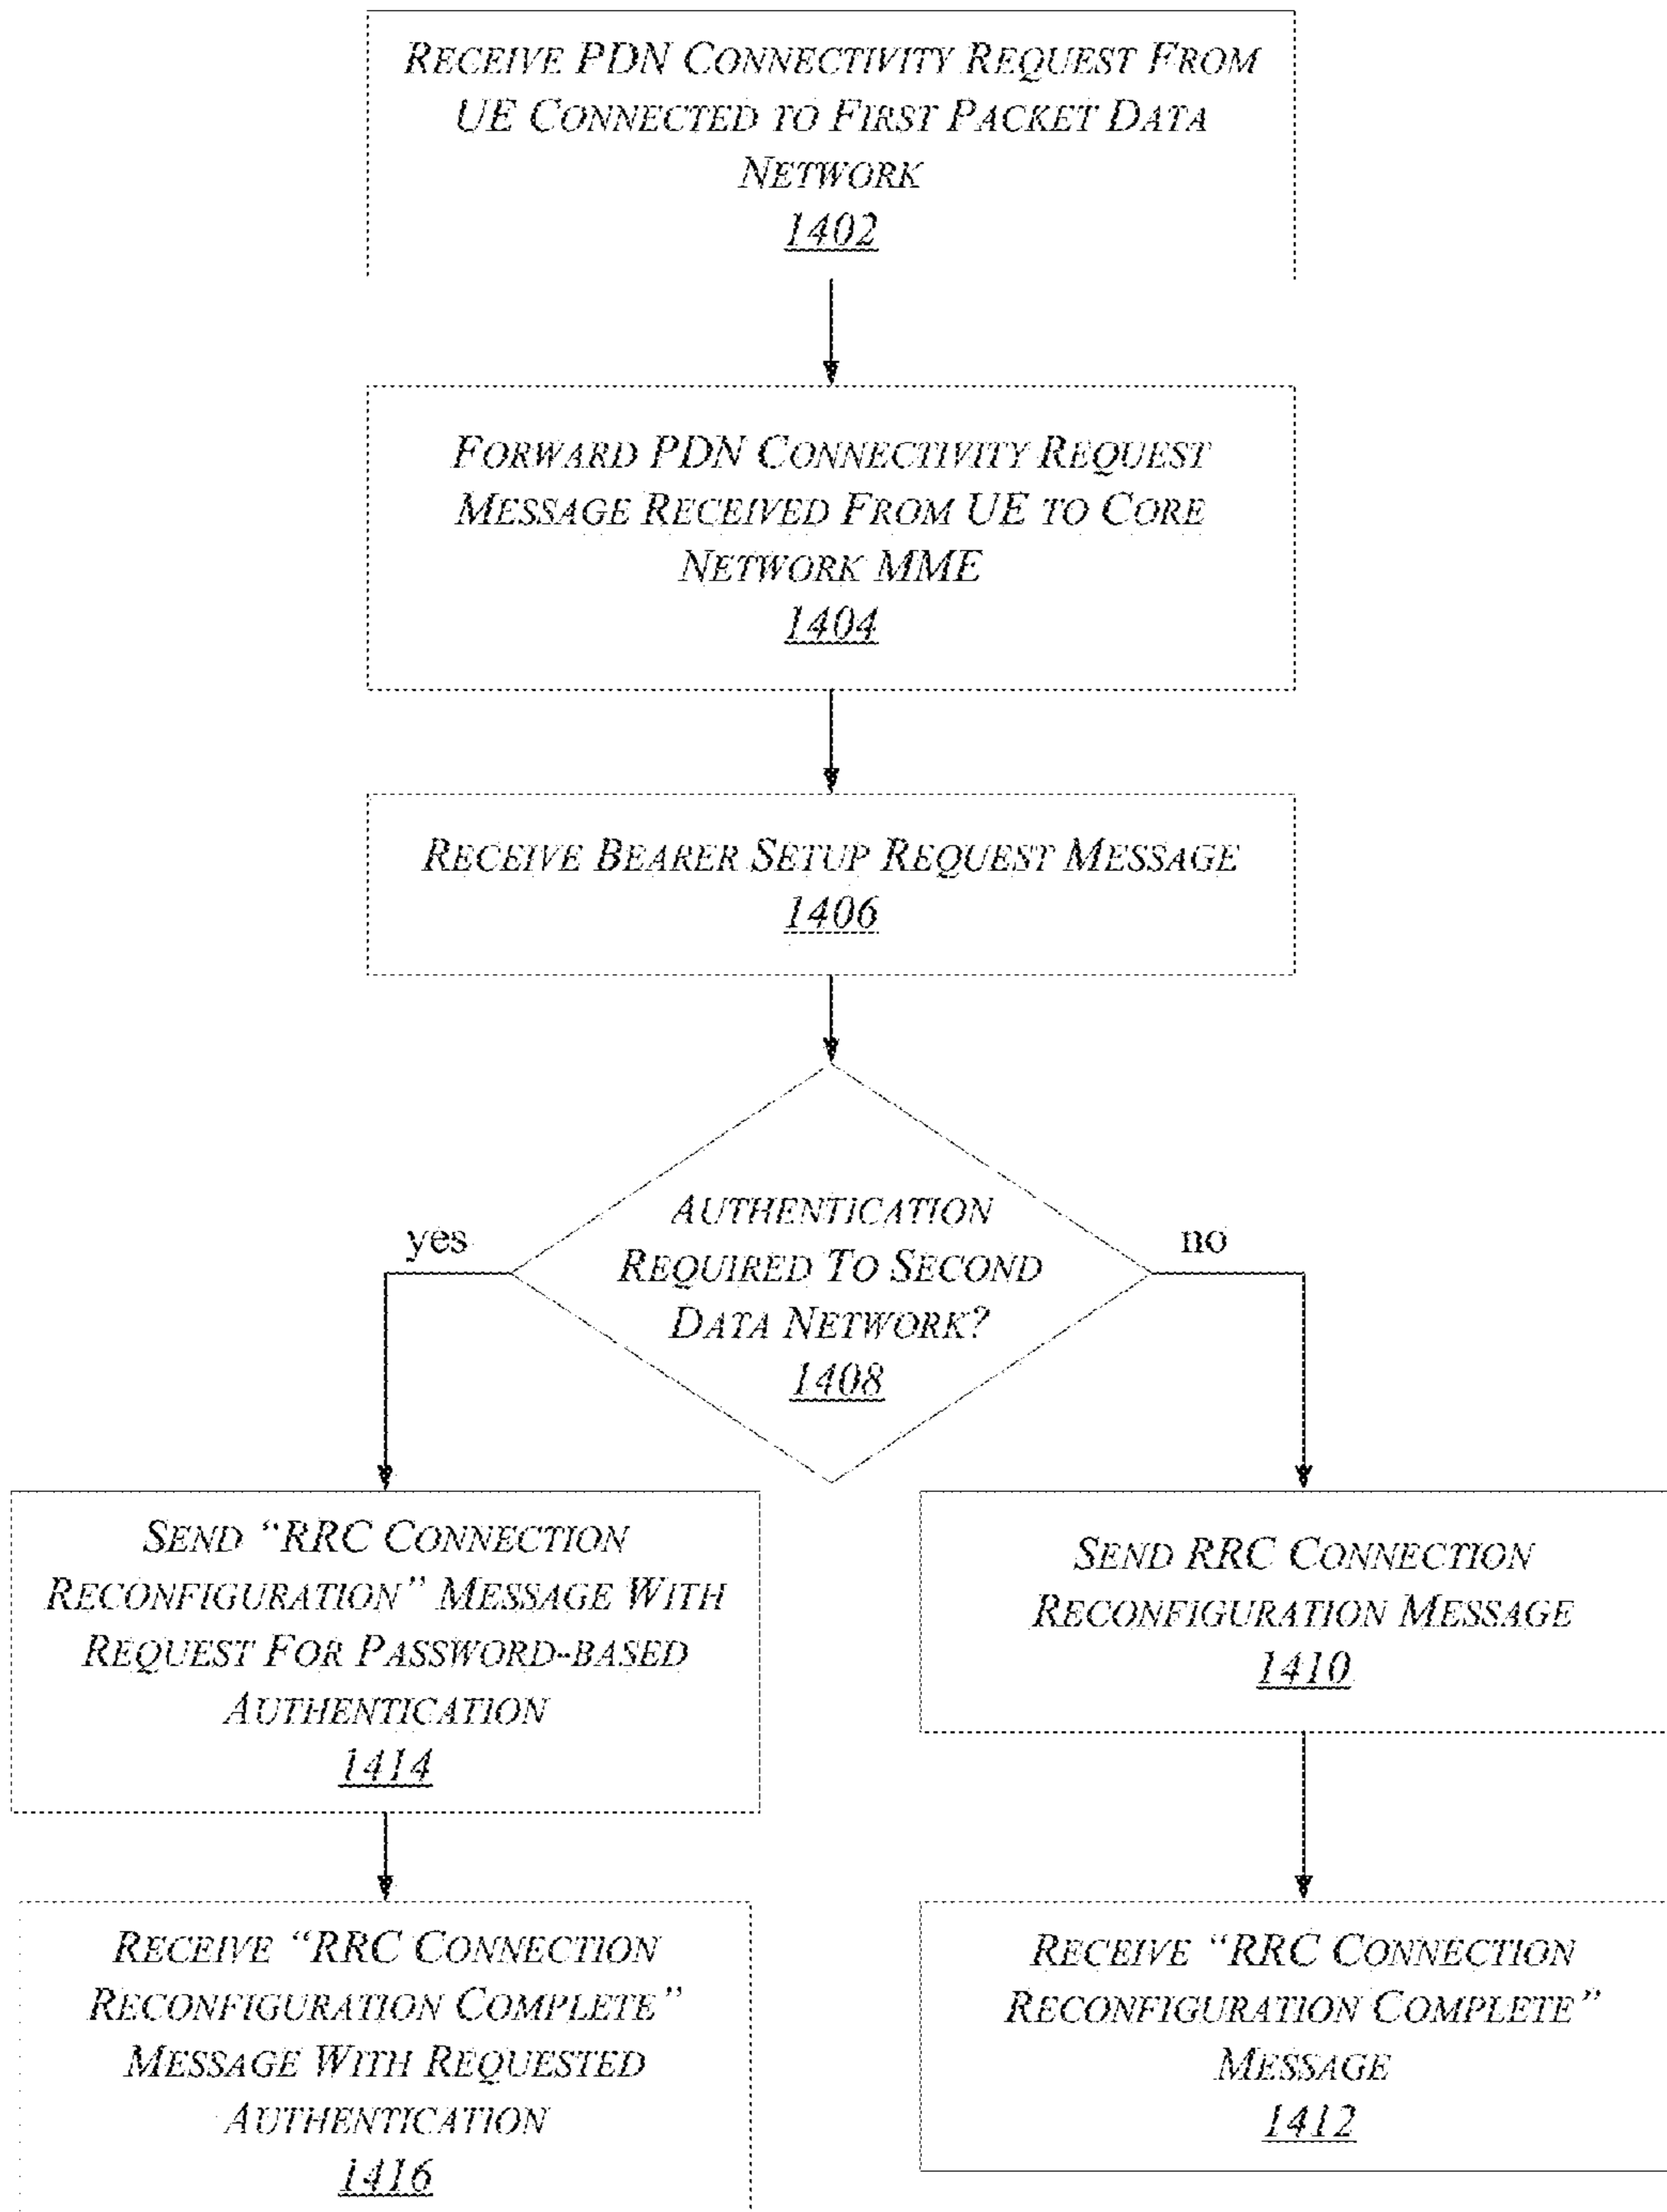 RECEIVE PDN CONNECTIVITY REQUEST FROM
UE CONNECTED TO FIRST PACKET DATA
NETWORK
1402
FORWARD PDN CONNECTIVITY REQUEST
MESSAGE RECEIVED FROM UE TO CORE
NETWORK MME
1404
RECEIVE BEARER SETUP REQUEST MESSAGE
1406
AUTHENTICATION
REQUIRED TO SECOND
DATA NETWORK?
1408
yes
no
SEND “RRC CONNECTION
RECONFIGURATION” MESSAGE WITH
REQUEST FOR PASSWORD-BASED
AUTHENTICATION
1414
SEND RRC CONNECTION
RECONFIGURATION MESSAGE
1410
RECEIVE “RRC CONNECTION
RECONFIGURATION COMPLETE”
MESSAGE WITH REQUESTED
AUTHENTICATION
1416
RECEIVE “RRC CONNECTION
RECONFIGURATION COMPLETE”
MESSAGE
1412